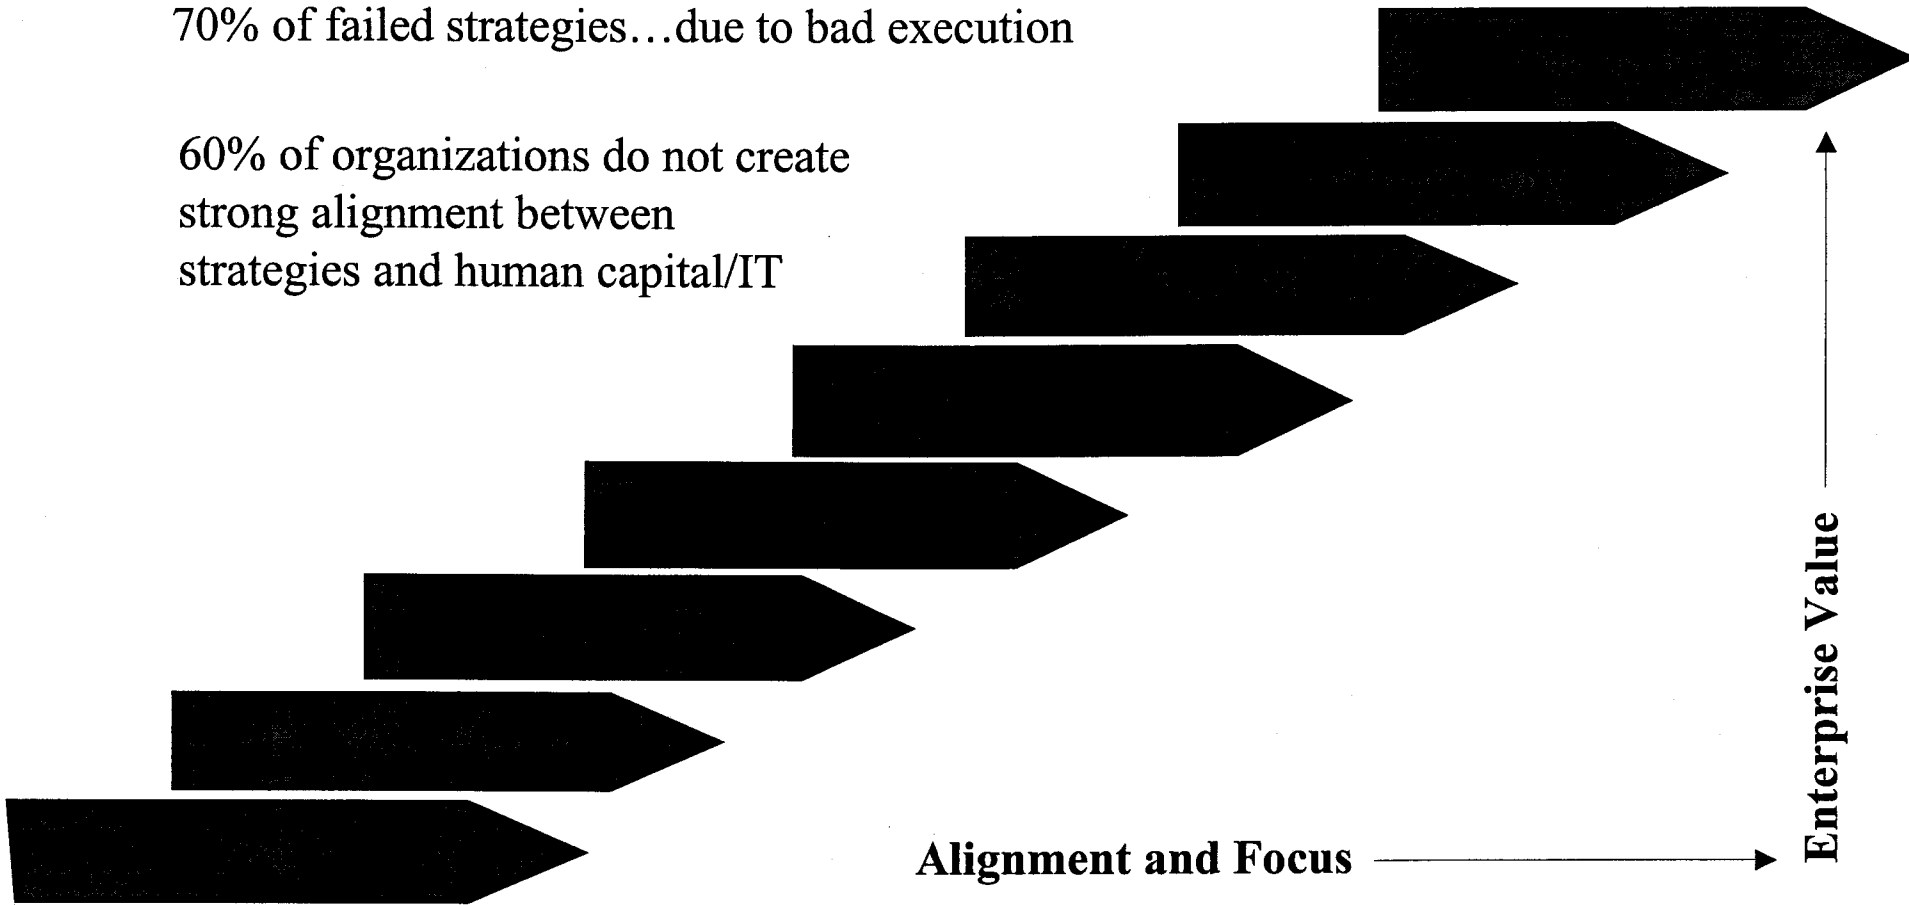 70% of failed strategies...due to bad execution
60% of organizations do not create
strong alignment between
strategies and human capital/IT
Alignment and Focus
Enterprise Value